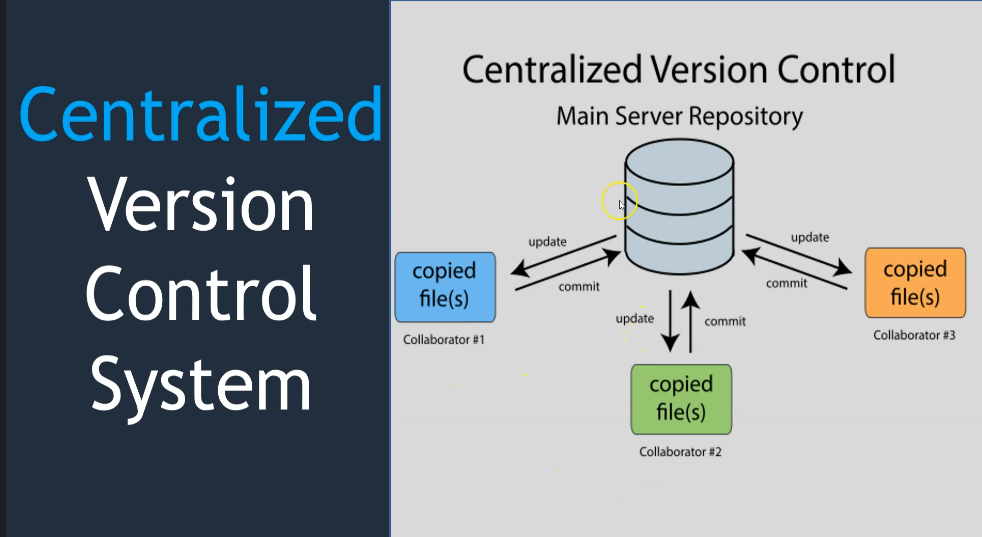 Centralized
Version
Control
System
Centralized Version Control
Main Server Repository
update
commit
copied
file(s)
Collaborator #1
update
commit
copied
file(s)
Collaborator #2
update
commit
copied
file(s)
Collaborator #3